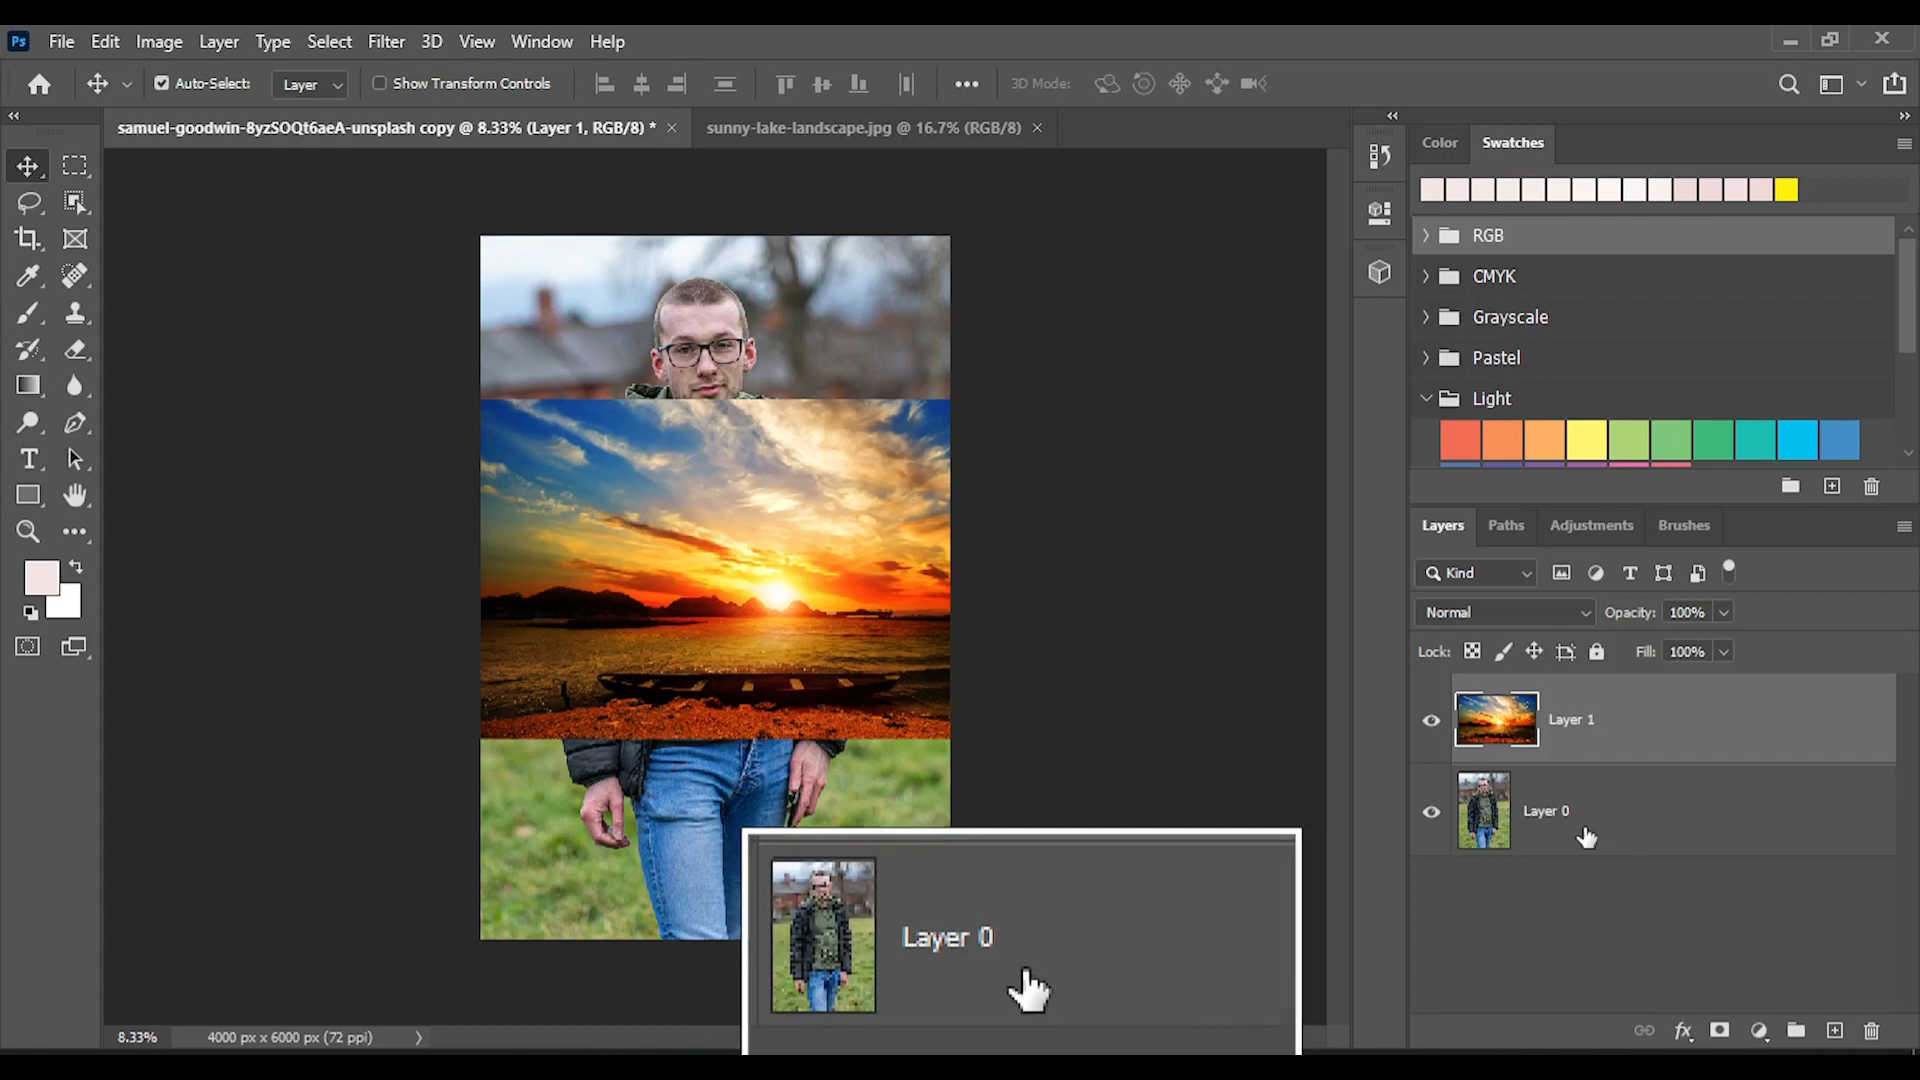 Ps File Edit Image Layer Type Select Filter 3D View Window Help
Auto-Select: Layer Show Transform Controls 3D Mode:
samuel-goodwin-8yzSOQt6aeA-unsplash copy @ 8.33% (Layer 1, RGB/8) *
sunny-lake-landscape.jpg @ 16.7% (RGB/8)
Color Swatches
RGB
CMYK
Grayscale
Pastel
Light
Layers Paths Adjustments Brushes
Kind
Normal Opacity: 100%
Lock: Fill: 100%
Layer 1
Layer 0
Layer 0
8.33% 4000 px x 6000 px (72 ppi)